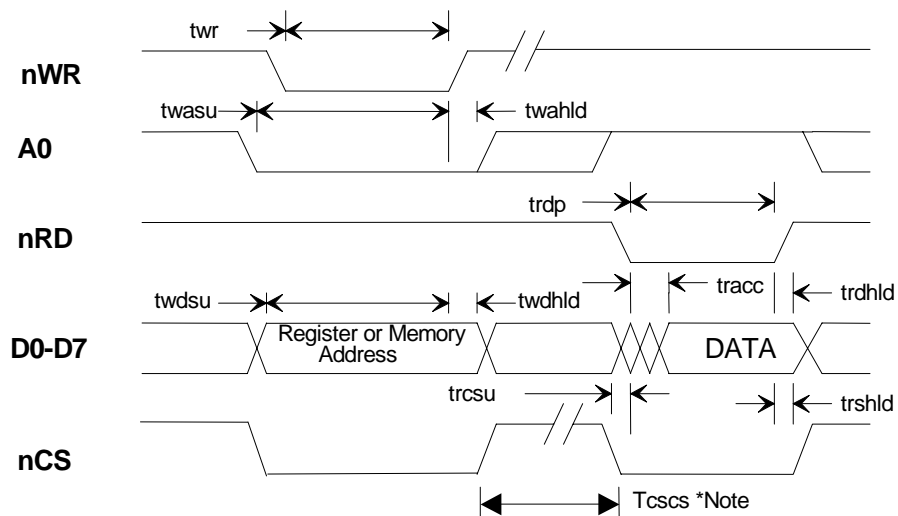 twr
nWR
twasu
twahld
A0
trdp
nRD
twdsu
twdhld
tracc
trdhld
D0-D7
Register or Memory
Address
DATA
trcsu
trshld
nCS
Tcscs *Note